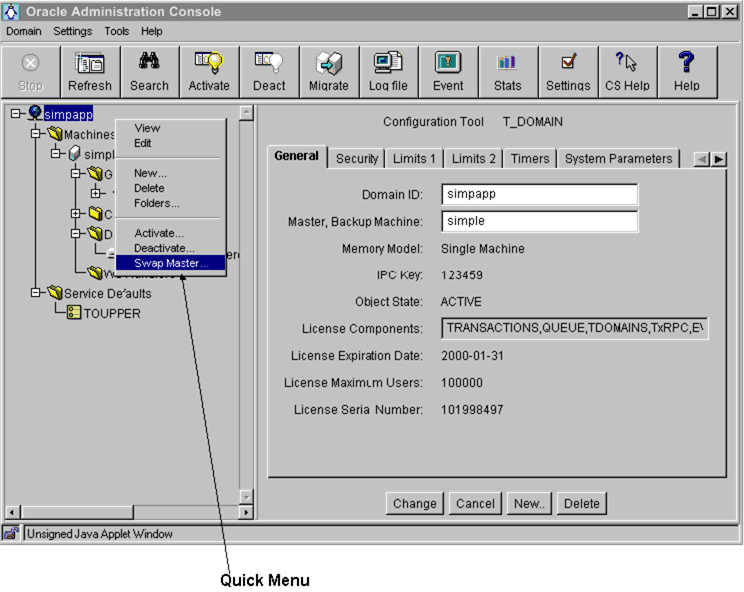 Oracle Administration Console
Domain Settings Tools Help
Stop Refresh Search Activate Deact Migrate Log file Event Stats Settings CS Help Help
simpapp
Machines
simpl
G
C
D
Service Defaults
TOUPPER
View
Edit
New...
Delete
Folders...
Activate...
Deactivate...
Swap Master...
Configuration Tool T_DOMAIN
General Security Limits 1 Limits 2 Timers System Parameters
Domain ID: simpapp
Master, Backup Machine: simple
Memory Model: Single Machine
IPC Key: 123459
Object State: ACTIVE
License Components: TRANSACTIONS,QUEUE,TDOMAINS,TxRPC,E\
License Expiration Date: 2000-01-31
License Maximum Users: 100000
License Serial Number: 101998497
Change Cancel New.. Delete
Unsigned Java Applet Window
Quick Menu